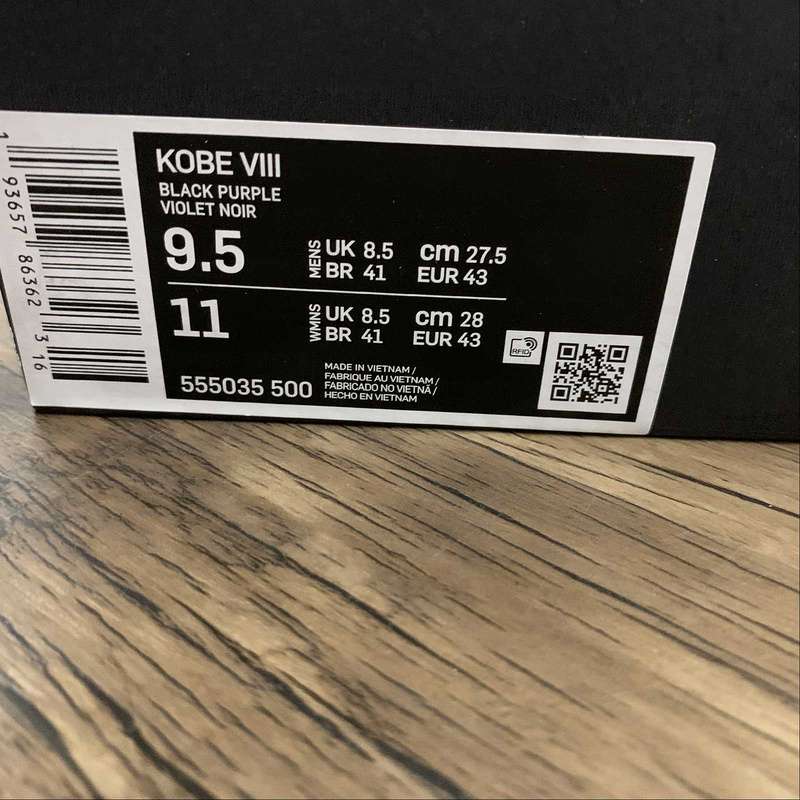 KOBE VIII
BLACK PURPLE
VIOLET NOIR
9.5 MENS UK 8.5 cm 27.5
BR 41 EUR 43
11 WMNS UK 8.5 cm 28
BR 41 EUR 43
RFID
555035 500
MADE IN VIETNAM /
FABRIQUE AU VIETNAM /
FABRICADO NO VIETNÃ /
HECHO EN VIETNAM
1 93657 86362 3 16